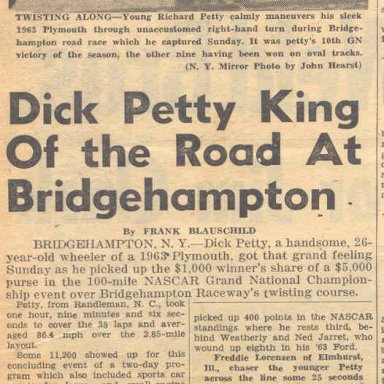 TWISTING ALONG—Young Richard Petty calmly maneuvers his sleek
1963 Plymouth through unaccustomed right-hand turn during Bridge-
hampton road race which he captured Sunday. It was petty's 10th GN
victory of the season, the other nine having been won on oval tracks.
(N. Y. Mirror Photo by John Hearst)
Dick Petty King
Of the Road At
Bridgehampton
By FRANK BLAUSCHILD
BRIDGEHAMPTON, N. Y.—Dick Petty, a handsome, 26-
year-old wheeler of a 1963 Plymouth, got that grand feeling
Sunday as he picked up the $1,000 winner's share of a $5,000
purse in the 100-mile NASCAR Grand National Champion-
ship event over Bridgehampton Raceway's twisting course.
Petty, from Randleman, N. C., took
one hour, nine minutes and six sec-
onds to cover the 35 laps and aver-
aged 86.4 mph over the 2.85-mile
layout.
Some 11,200 showed up for this
concluding event of a two-day pro-
gram which also included sports car
picked up 400 points in the NASCAR
standings where he rests third, be-
hind Weatherly and Ned Jarret, who
wound up eighth in his '63 Ford.
Freddie Lorenzen of Elmhurst,
Ill., chaser the younger Petty
across the line some 25 seconds